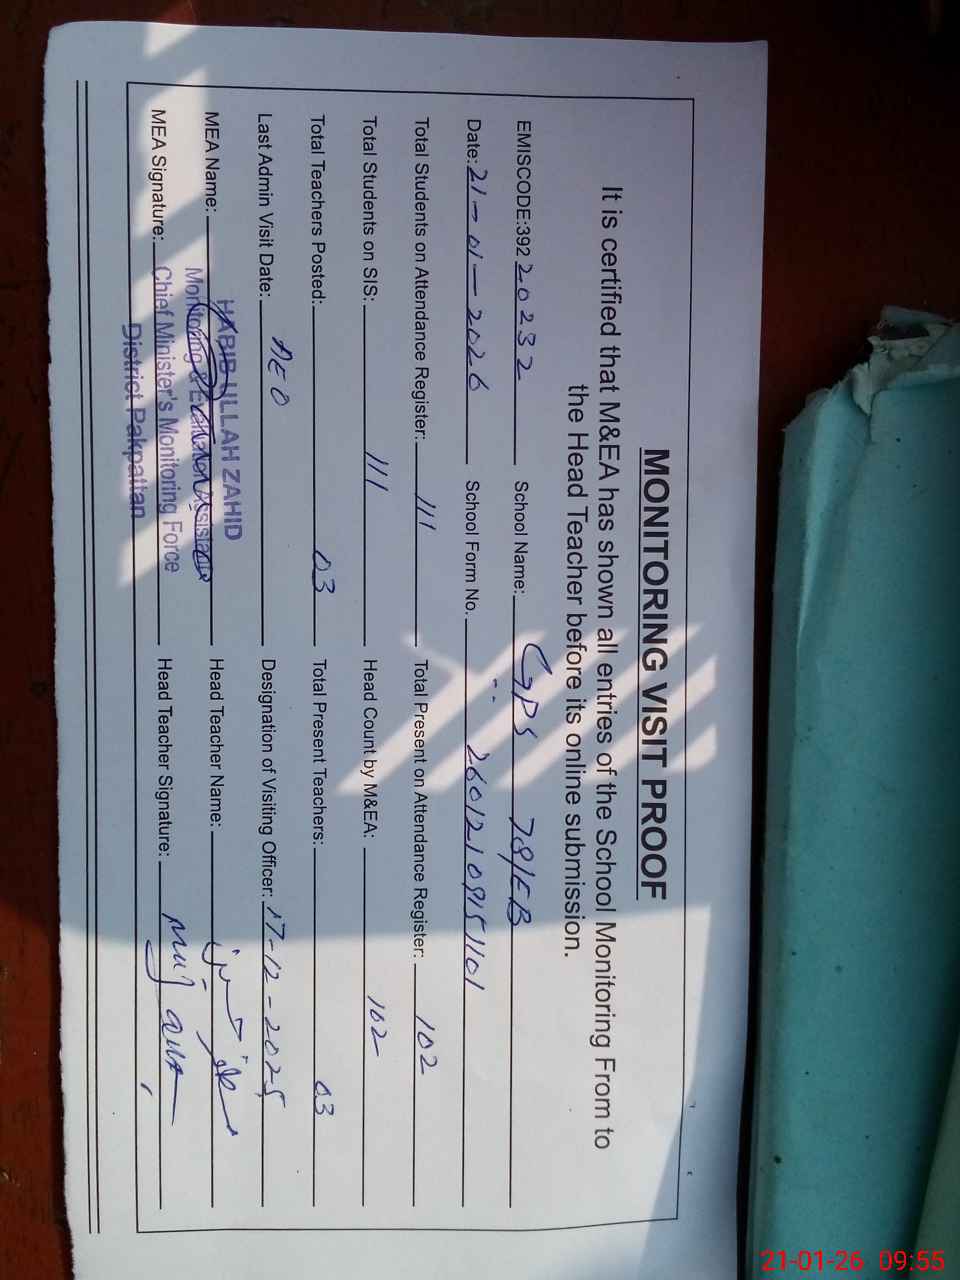 MONITORING VISIT PROOF
It is certified that M&EA has shown all entries of the School Monitoring From to
the Head Teacher before its online submission.
EMISCODE:392 20232 School Name: GPS 78/EB
Date: 21-01-2026 School Form No. 26012109151101
Total Students on Attendance Register: 111 Total Present on Attendance Register: 102
Total Students on SIS: 111 Head Count by M&EA: 102
Total Teachers Posted: 03 Total Present Teachers: 03
Last Admin Visit Date: AEO Designation of Visiting Officer: 17-12-2025
MEA Name: HABIB ULLAH ZAHID Head Teacher Name:
Monitoring & Evaluation Assistant
MEA Signature: Chief Minister's Monitoring Force Head Teacher Signature:
District Pakpattan
21-01-26 09:55